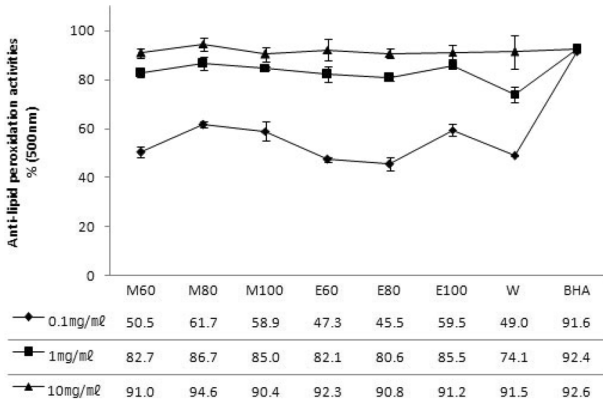 Anti-lipid peroxidation activities
% (500nm)
100
80
60
40
20
0
M60 M80 M100 E60 E80 E100 W BHA
0.1mg/mℓ 50.5 61.7 58.9 47.3 45.5 59.5 49.0 91.6
1mg/mℓ 82.7 86.7 85.0 82.1 80.6 85.5 74.1 92.4
10mg/mℓ 91.0 94.6 90.4 92.3 90.8 91.2 91.5 92.6